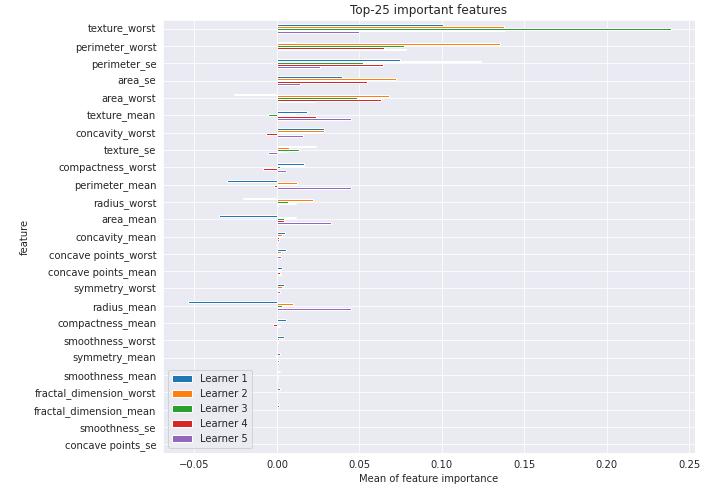 Top-25 important features
texture_worst
perimeter_worst
perimeter_se
area_se
area_worst
texture_mean
concavity_worst
texture_se
compactness_worst
perimeter_mean
radius_worst
area_mean
concavity_mean
concave points_worst
concave points_mean
symmetry_worst
radius_mean
compactness_mean
smoothness_worst
symmetry_mean
smoothness_mean
fractal_dimension_worst
fractal_dimension_mean
smoothness_se
concave points_se
feature
Learner 1
Learner 2
Learner 3
Learner 4
Learner 5
−0.05 0.00 0.05 0.10 0.15 0.20 0.25
Mean of feature importance